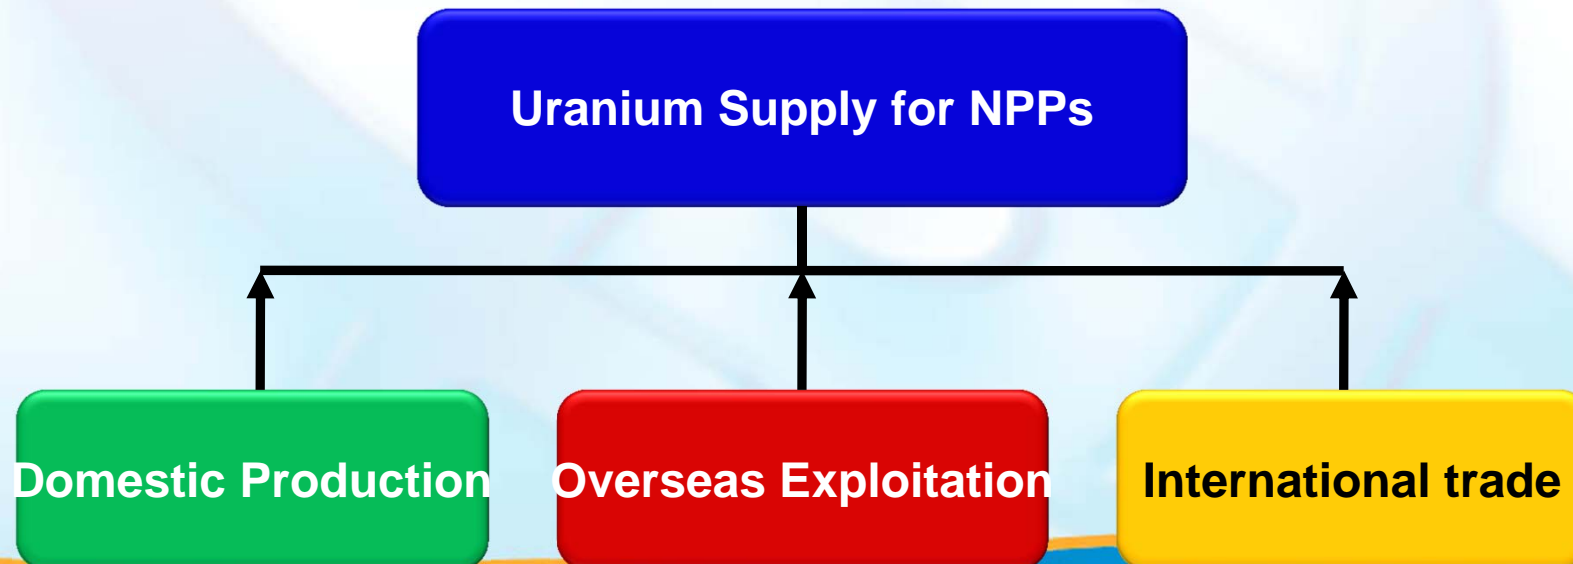 Uranium Supply for NPPs
Domestic Production
Overseas Exploitation
International trade